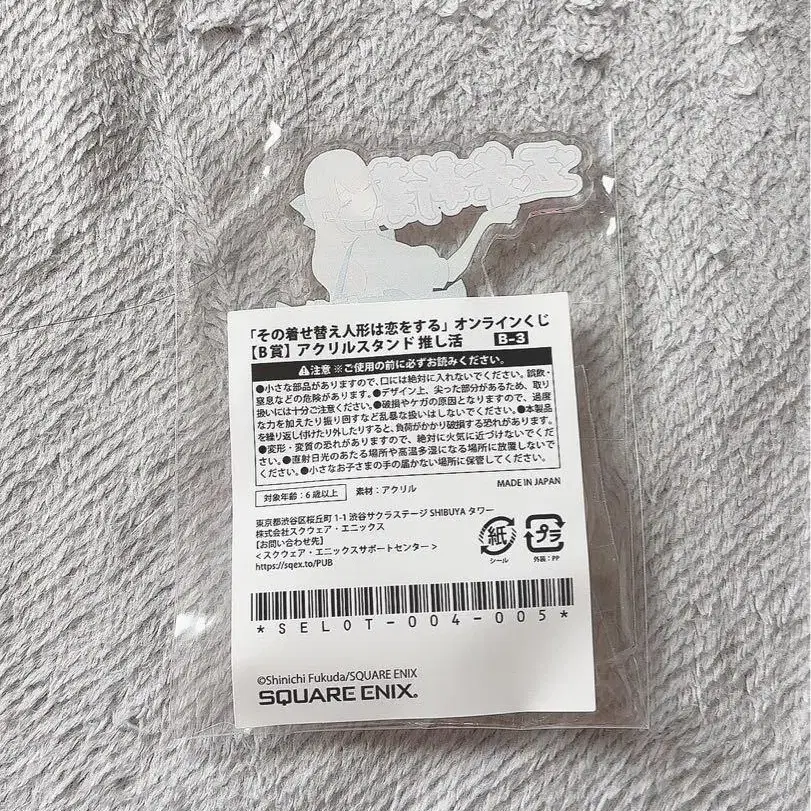 「その着せ替え人形は恋をする」オンラインくじ
【B賞】アクリルスタンド 推し活 B-3
⚠注意 ※ご使用の前に必ずお読みください。
●小さな部品がありますので、口には絶対に入れないでください。誤飲・
窒息などの危険があります。●デザイン上、尖った部分があるため、取り
扱いには十分ご注意ください。●破損やケガの原因となりますので、過度
な力を加えたり振り回すなど乱暴な扱いはしないでください。●本製品
を繰り返し付けたり外したりすると、負荷がかかり破損する恐れがあります。
●変形・変質の恐れがありますので、絶対に火気に近づけないでくださ
い。●直射日光のあたる場所や高温多湿になる場所に放置しないで
ください。●小さなお子さまの手の届かない場所に保管してください。
対象年齢：6歳以上 素材：アクリル MADE IN JAPAN
東京都渋谷区桜丘町1-1 渋谷サクラステージ SHIBUYA タワー
株式会社スクウェア・エニックス
[お問い合わせ先]
<スクウェア・エニックスサポートセンター>
https://sqex.to/PUB
紙
シール
プラ
外装：PP
*SEL0T-004-005*
©Shinichi Fukuda/SQUARE ENIX
SQUARE ENIX®